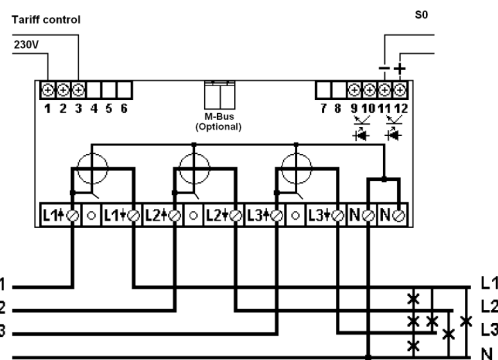 Tariff control
S0
230V
− +
1 2 3 4 5 6
M-Bus
(Optional)
7 8 9 10 11 12
L1 L1 L2 L2 L3 L3 N N
1 L1
2 L2
3 L3
N